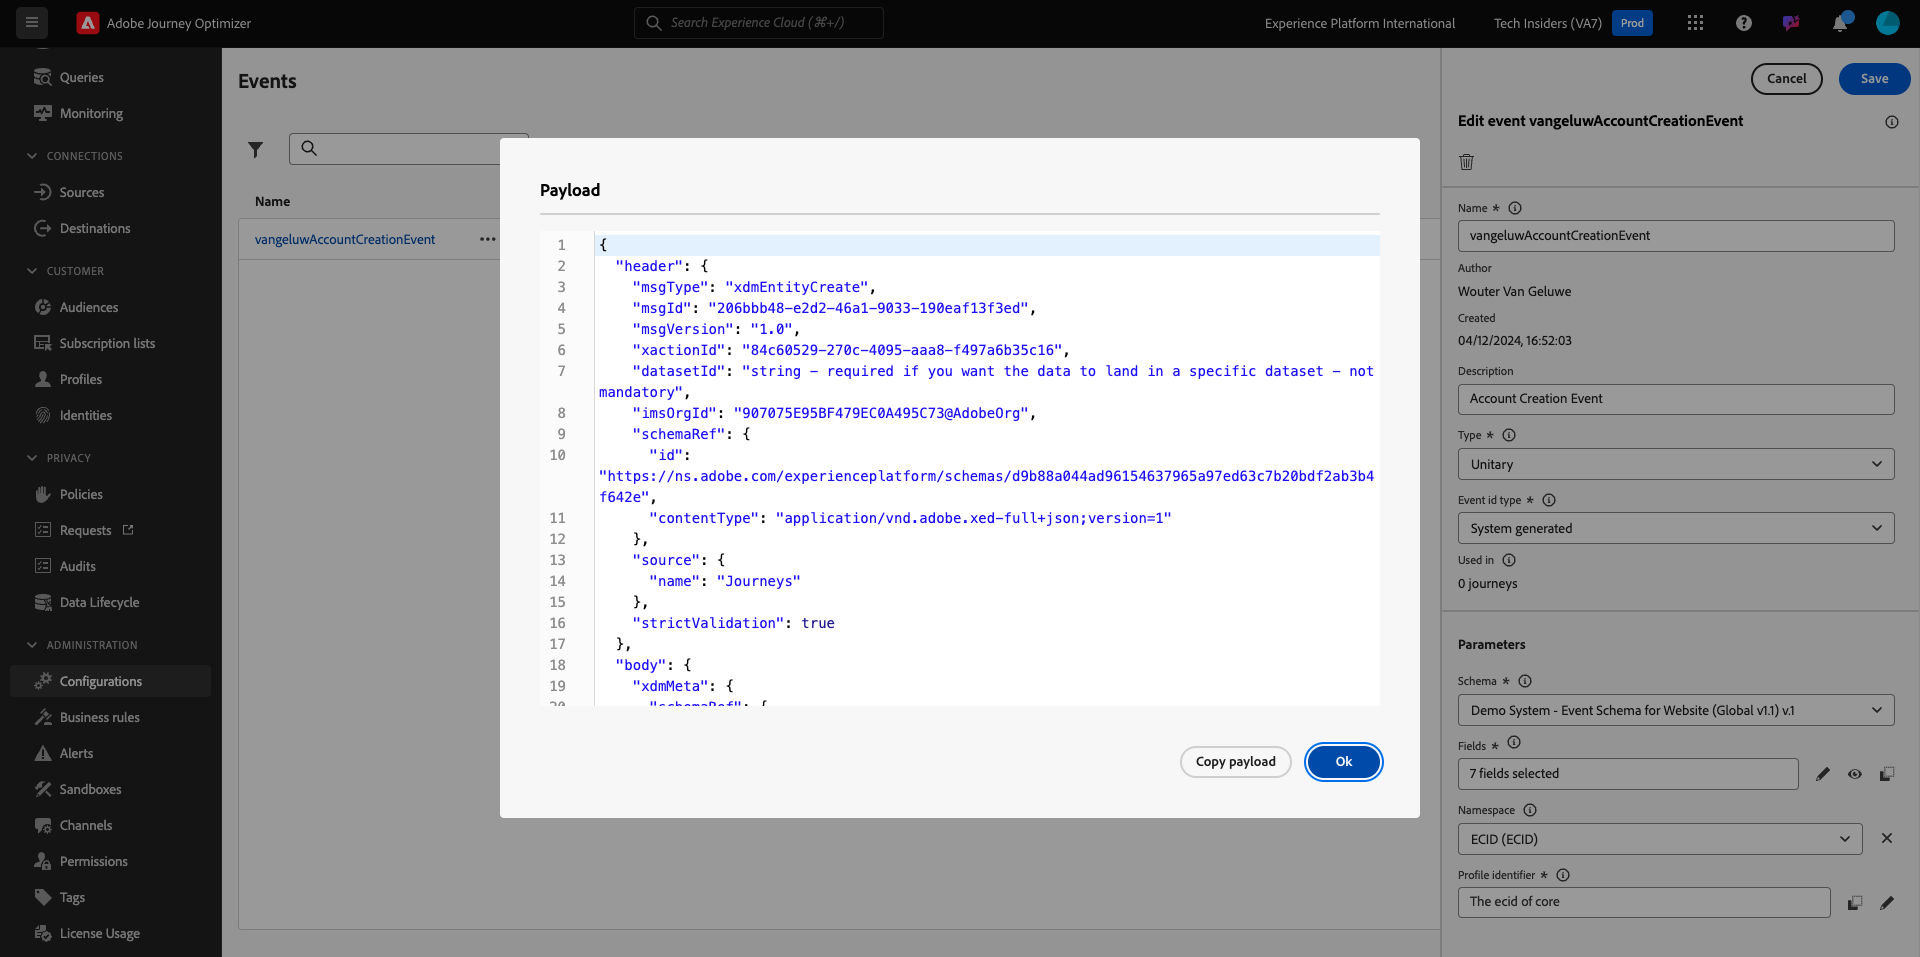 Adobe Journey Optimizer
Search Experience Cloud (⌘+/)
Experience Platform International
Tech Insiders (VA7)
Prod
Queries
Monitoring
CONNECTIONS
Sources
Destinations
CUSTOMER
Audiences
Subscription lists
Profiles
Identities
PRIVACY
Policies
Requests
Audits
Data Lifecycle
ADMINISTRATION
Configurations
Business rules
Alerts
Sandboxes
Channels
Permissions
Tags
License Usage
Events
Name
vangeluwAccountCreationEvent
Payload
1 {
2 "header": {
3 "msgType": "xdmEntityCreate",
4 "msgId": "206bbb48-e2d2-46a1-9033-190eaf13f3ed",
5 "msgVersion": "1.0",
6 "xactionId": "84c60529-270c-4095-aaa8-f497a6b35c16",
7 "datasetId": "string - required if you want the data to land in a specific dataset - not
mandatory",
8 "imsOrgId": "907075E95BF479EC0A495C73@AdobeOrg",
9 "schemaRef": {
10 "id":
"https://ns.adobe.com/experienceplatform/schemas/d9b88a044ad96154637965a97ed63c7b20bdf2ab3b4
f642e",
11 "contentType": "application/vnd.adobe.xed-full+json;version=1"
12 },
13 "source": {
14 "name": "Journeys"
15 },
16 "strictValidation": true
17 },
18 "body": {
19 "xdmMeta": {
20 "schemaRef": {
Copy payload
Ok
Cancel
Save
Edit event vangeluwAccountCreationEvent
Name *
vangeluwAccountCreationEvent
Author
Wouter Van Geluwe
Created
04/12/2024, 16:52:03
Description
Account Creation Event
Type *
Unitary
Event id type *
System generated
Used in
0 journeys
Parameters
Schema *
Demo System - Event Schema for Website (Global v1.1) v.1
Fields *
7 fields selected
Namespace
ECID (ECID)
Profile identifier *
The ecid of core